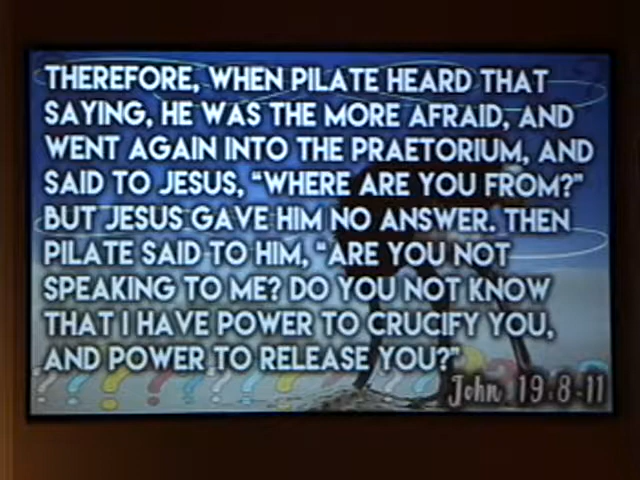 THEREFORE, WHEN PILATE HEARD THAT
SAYING, HE WAS THE MORE AFRAID, AND
WENT AGAIN INTO THE PRAETORIUM, AND
SAID TO JESUS, “WHERE ARE YOU FROM?”
BUT JESUS GAVE HIM NO ANSWER. THEN
PILATE SAID TO HIM, “ARE YOU NOT
SPEAKING TO ME? DO YOU NOT KNOW
THAT I HAVE POWER TO CRUCIFY YOU,
AND POWER TO RELEASE YOU?”
John 19:8-11